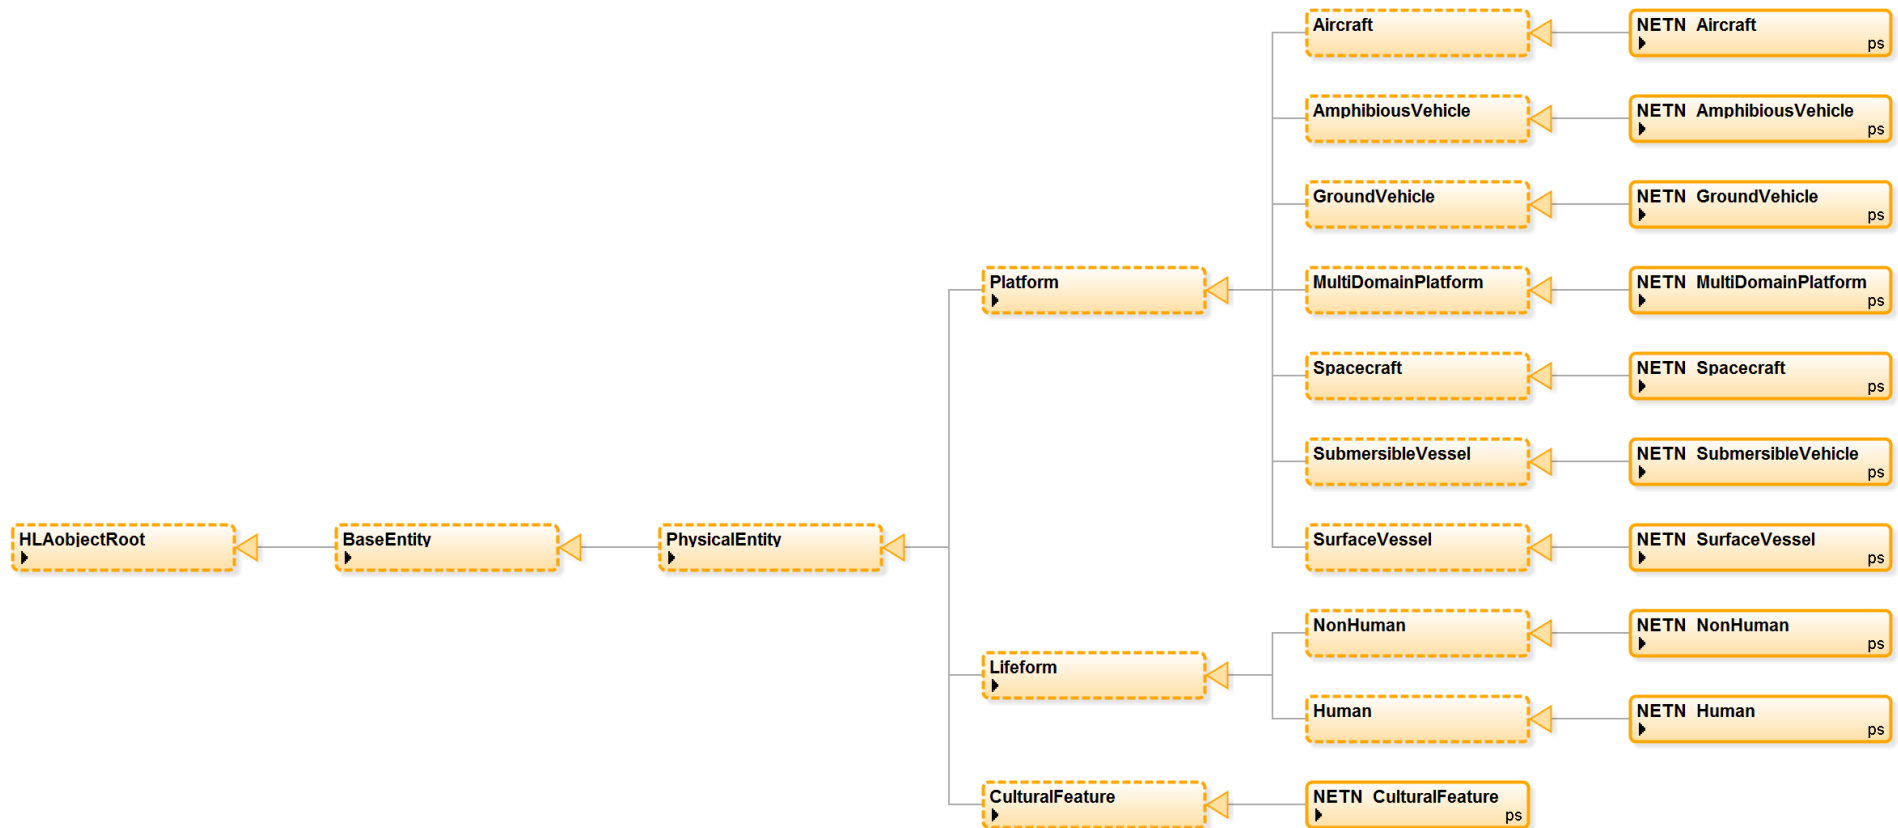 Aircraft
NETN Aircraft
ps
AmphibiousVehicle
NETN AmphibiousVehicle
ps
GroundVehicle
NETN GroundVehicle
ps
Platform
MultiDomainPlatform
NETN MultiDomainPlatform
ps
Spacecraft
NETN Spacecraft
ps
SubmersibleVessel
NETN SubmersibleVehicle
ps
HLAobjectRoot
BaseEntity
PhysicalEntity
SurfaceVessel
NETN SurfaceVessel
ps
NonHuman
NETN NonHuman
ps
Lifeform
Human
NETN Human
ps
CulturalFeature
NETN CulturalFeature
ps